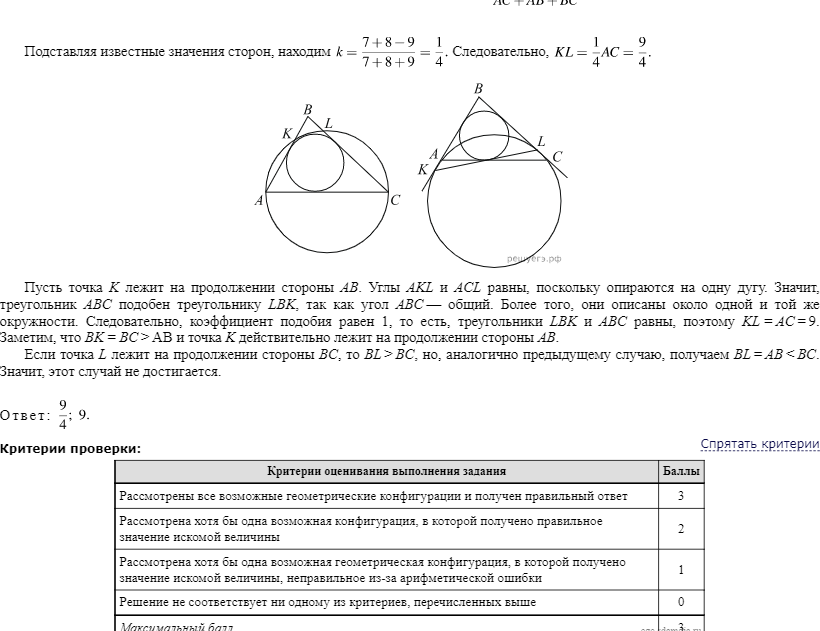 AC + AB + BC
Подставляя известные значения сторон, находим k = (7 + 8 − 9)/(7 + 8 + 9) = 1/4. Следовательно, KL = 1/4 AC = 9/4.
B
K
L
A
C
B
A
K
L
C
решуегэ.рф
Пусть точка K лежит на продолжении стороны AB. Углы AKL и ACL равны, поскольку опираются на одну дугу. Значит,
треугольник ABC подобен треугольнику LBK, так как угол ABC — общий. Более того, они описаны около одной и той же
окружности. Следовательно, коэффициент подобия равен 1, то есть, треугольники LBK и ABC равны, поэтому KL = AC = 9.
Заметим, что BK = BC > AB и точка K действительно лежит на продолжении стороны AB.
Если точка L лежит на продолжении стороны BC, то BL > BC, но, аналогично предыдущему случаю, получаем BL = AB < BC.
Значит, этот случай не достигается.
Ответ: 9/4; 9.
Критерии проверки:
Спрятать критерии
Критерии оценивания выполнения задания Баллы
Рассмотрены все возможные геометрические конфигурации и получен правильный ответ 3
Рассмотрена хотя бы одна возможная конфигурация, в которой получено правильное
значение искомой величины 2
Рассмотрена хотя бы одна возможная геометрическая конфигурация, в которой получено
значение искомой величины, неправильное из-за арифметической ошибки 1
Решение не соответствует ни одному из критериев, перечисленных выше 0
Максимальный балл 3